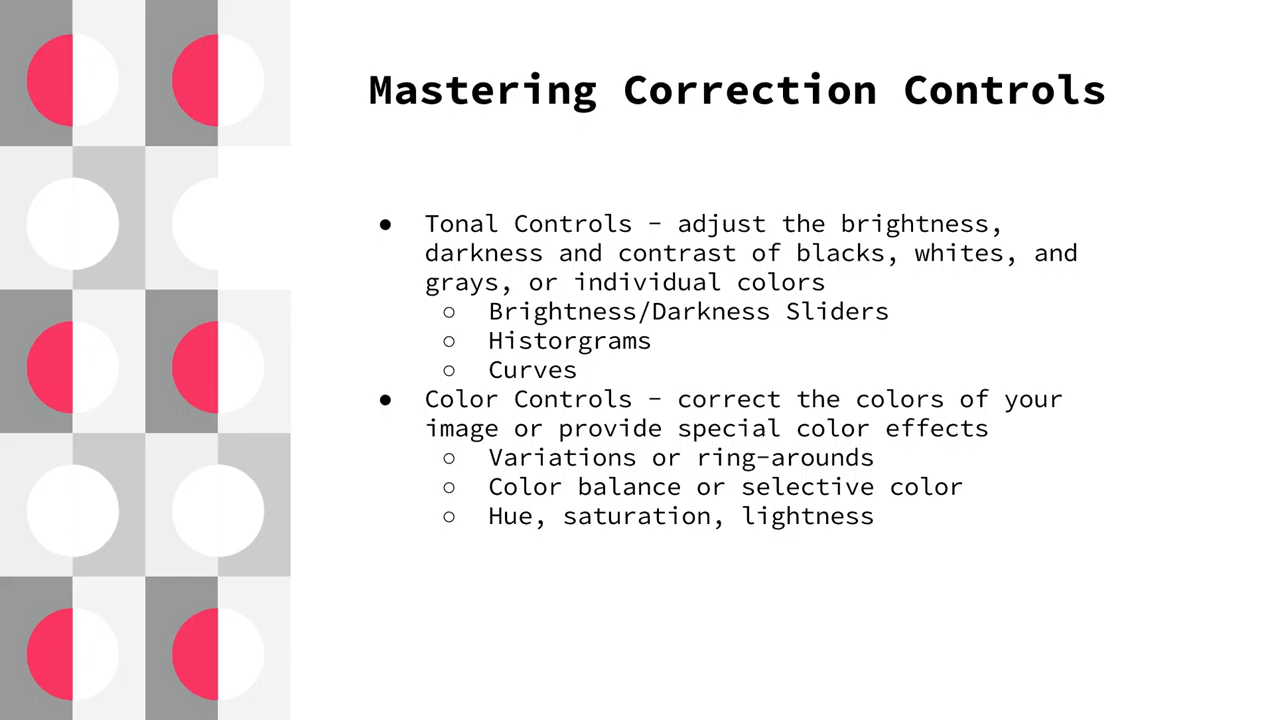 Mastering Correction Controls
● Tonal Controls - adjust the brightness,
darkness and contrast of blacks, whites, and
grays, or individual colors
○ Brightness/Darkness Sliders
○ Historgrams
○ Curves
● Color Controls - correct the colors of your
image or provide special color effects
○ Variations or ring-arounds
○ Color balance or selective color
○ Hue, saturation, lightness